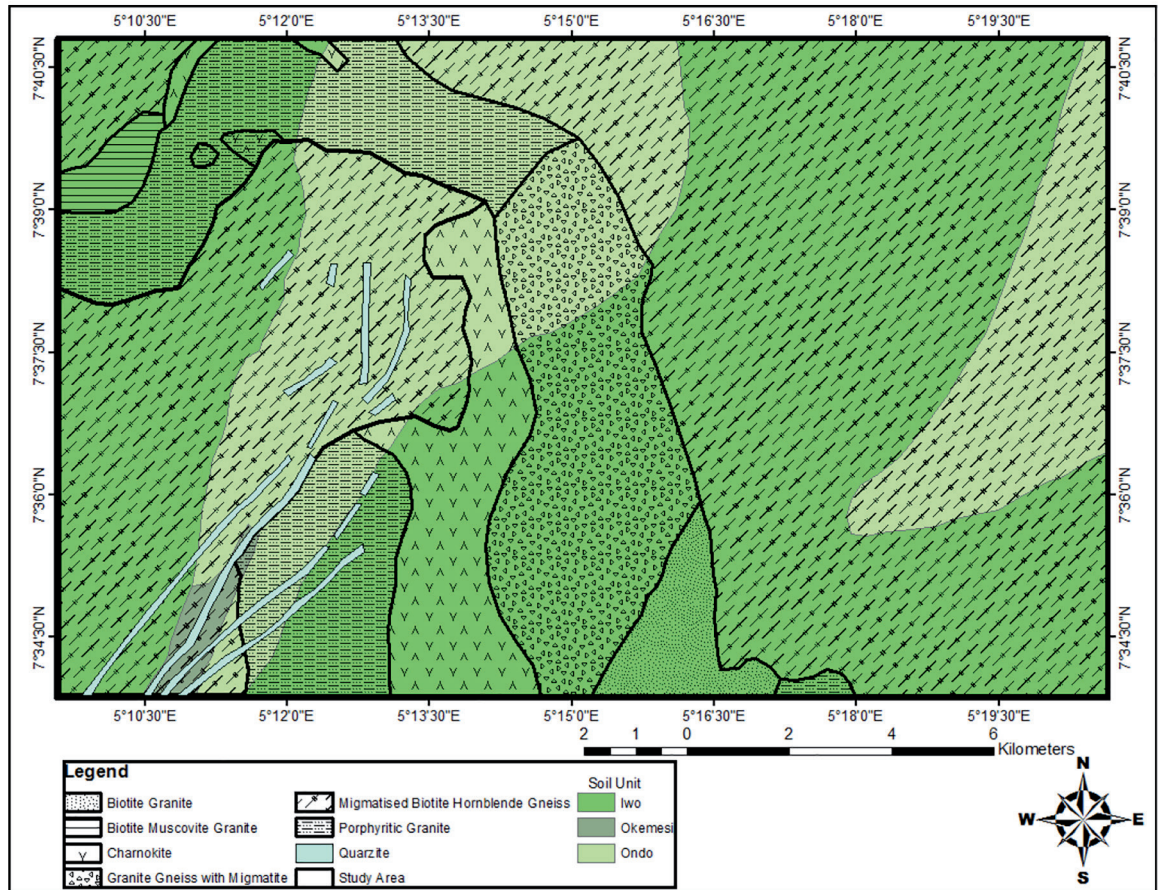 5°10'30"E 5°12'0"E 5°13'30"E 5°15'0"E 5°16'30"E 5°18'0"E 5°19'30"E
7°40'30"N 7°40'30"N
7°39'0"N 7°39'0"N
7°37'30"N 7°37'30"N
7°36'0"N 7°36'0"N
7°34'30"N 7°34'30"N
5°10'30"E 5°12'0"E 5°13'30"E 5°15'0"E 5°16'30"E 5°18'0"E 5°19'30"E
2 1 0 2 4 6
Kilometers
Legend
Biotite Granite
Biotite Muscovite Granite
Charnokite
Granite Gneiss with Migmatite
Migmatised Biotite Hornblende Gneiss
Porphyritic Granite
Quarzite
Study Area
Soil Unit
Iwo
Okemesi
Ondo
N
W E
S